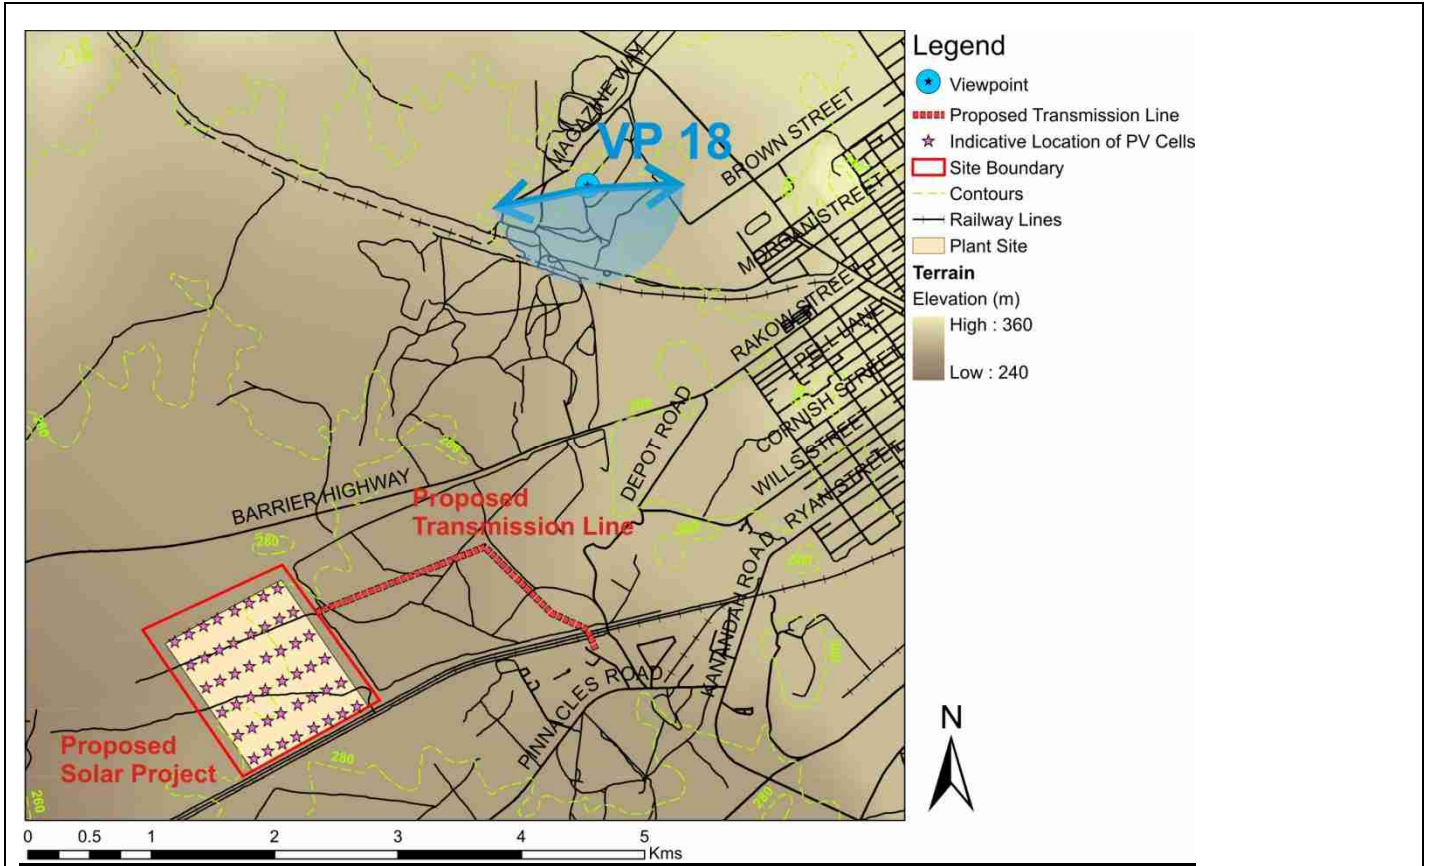 MAGAZINE WAY
VP 18
BROWN STREET
MORGAN STREET
RAKOW STREET
PELL LANE
CORNISH STREET
WILLS STREET
RYAN STREET
DEPOT ROAD
BARRIER HIGHWAY
Proposed
Transmission Line
KANANDAH ROAD
PINNACLES ROAD
Proposed
Solar Project
280
280
260
Legend
Viewpoint
Proposed Transmission Line
Indicative Location of PV Cells
Site Boundary
Contours
Railway Lines
Plant Site
Terrain
Elevation (m)
High : 360
Low : 240
N
0 0.5 1 2 3 4 5
Kms